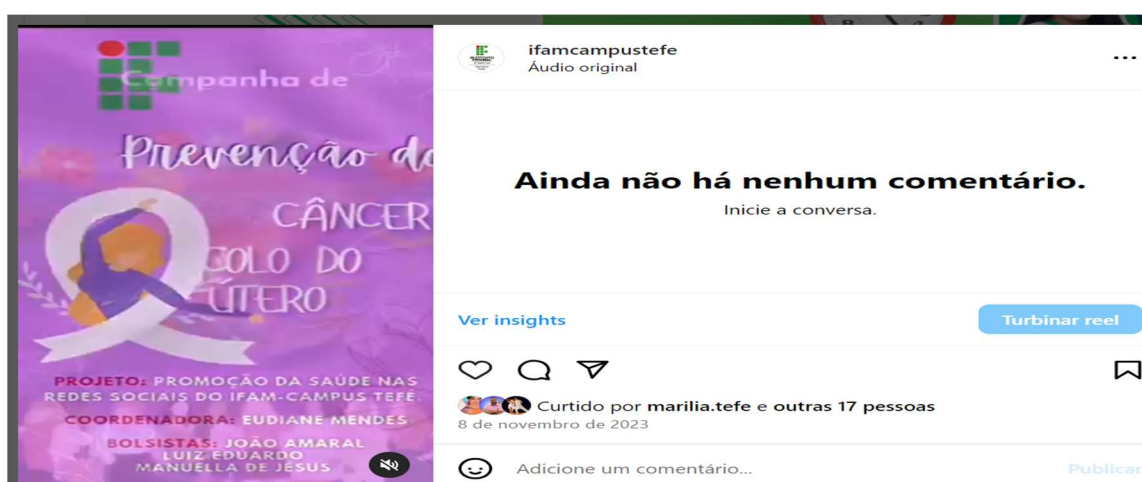 Campanha de
Prevenção do
CÂNCER
COLO DO
ÚTERO
PROJETO: PROMOÇÃO DA SAÚDE NAS
REDES SOCIAIS DO IFAM-CAMPUS TEFÉ.
COORDENADORA: EUDIANE MENDES
BOLSISTAS: JOÃO AMARAL
LUIZ EDUARDO
MANUELLA DE JESUS
ifamcampustefe
Áudio original
Ainda não há nenhum comentário.
Inicie a conversa.
Ver insights
Turbinar reel
Curtido por marilia.tefe e outras 17 pessoas
8 de novembro de 2023
Adicione um comentário...
Publicar